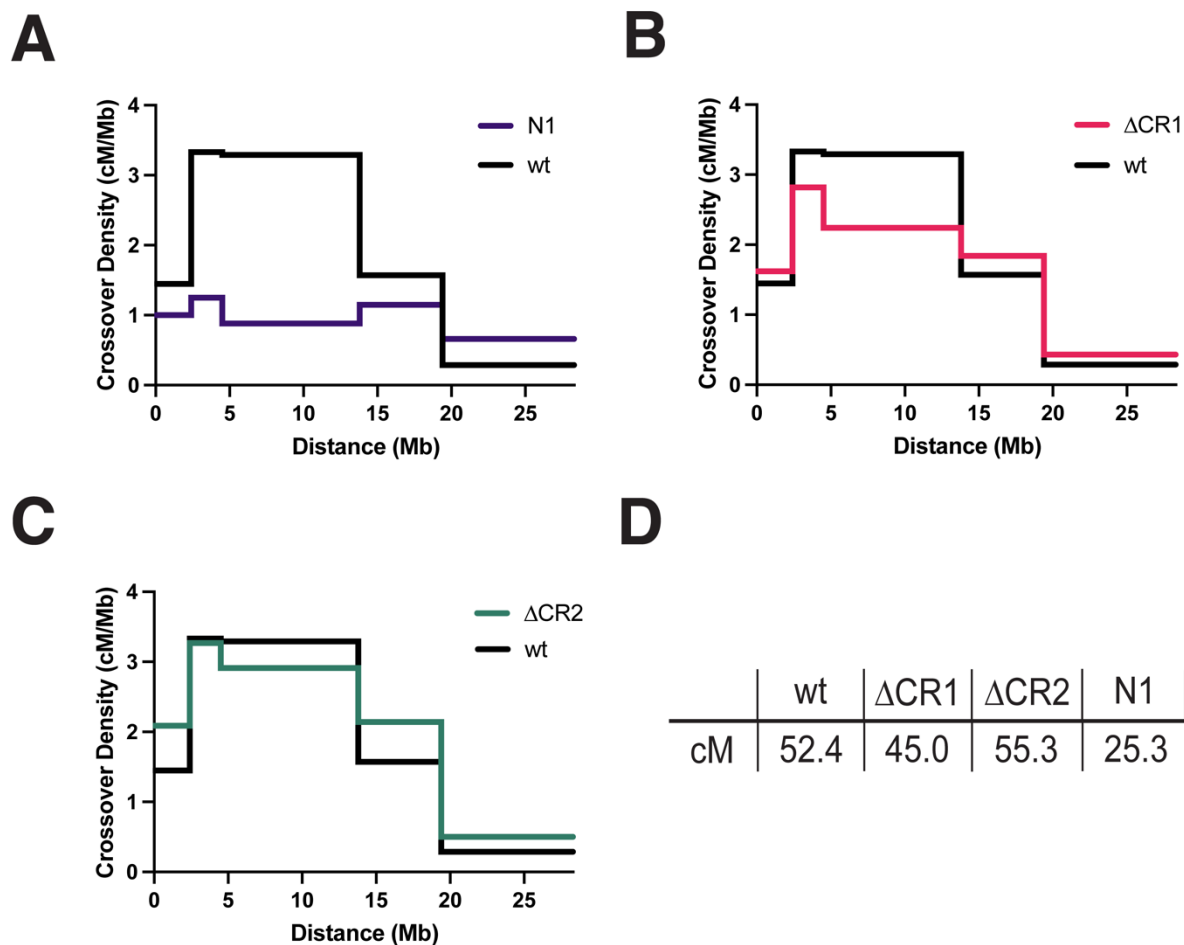 A
B
Crossover Density (cM/Mb)
4
3
2
1
0
0 5 10 15 20 25
Distance (Mb)
N1
wt
Crossover Density (cM/Mb)
4
3
2
1
0
0 5 10 15 20 25
Distance (Mb)
ΔCR1
wt
C
D
Crossover Density (cM/Mb)
4
3
2
1
0
0 5 10 15 20 25
Distance (Mb)
ΔCR2
wt
wt ΔCR1 ΔCR2 N1
cM 52.4 45.0 55.3 25.3